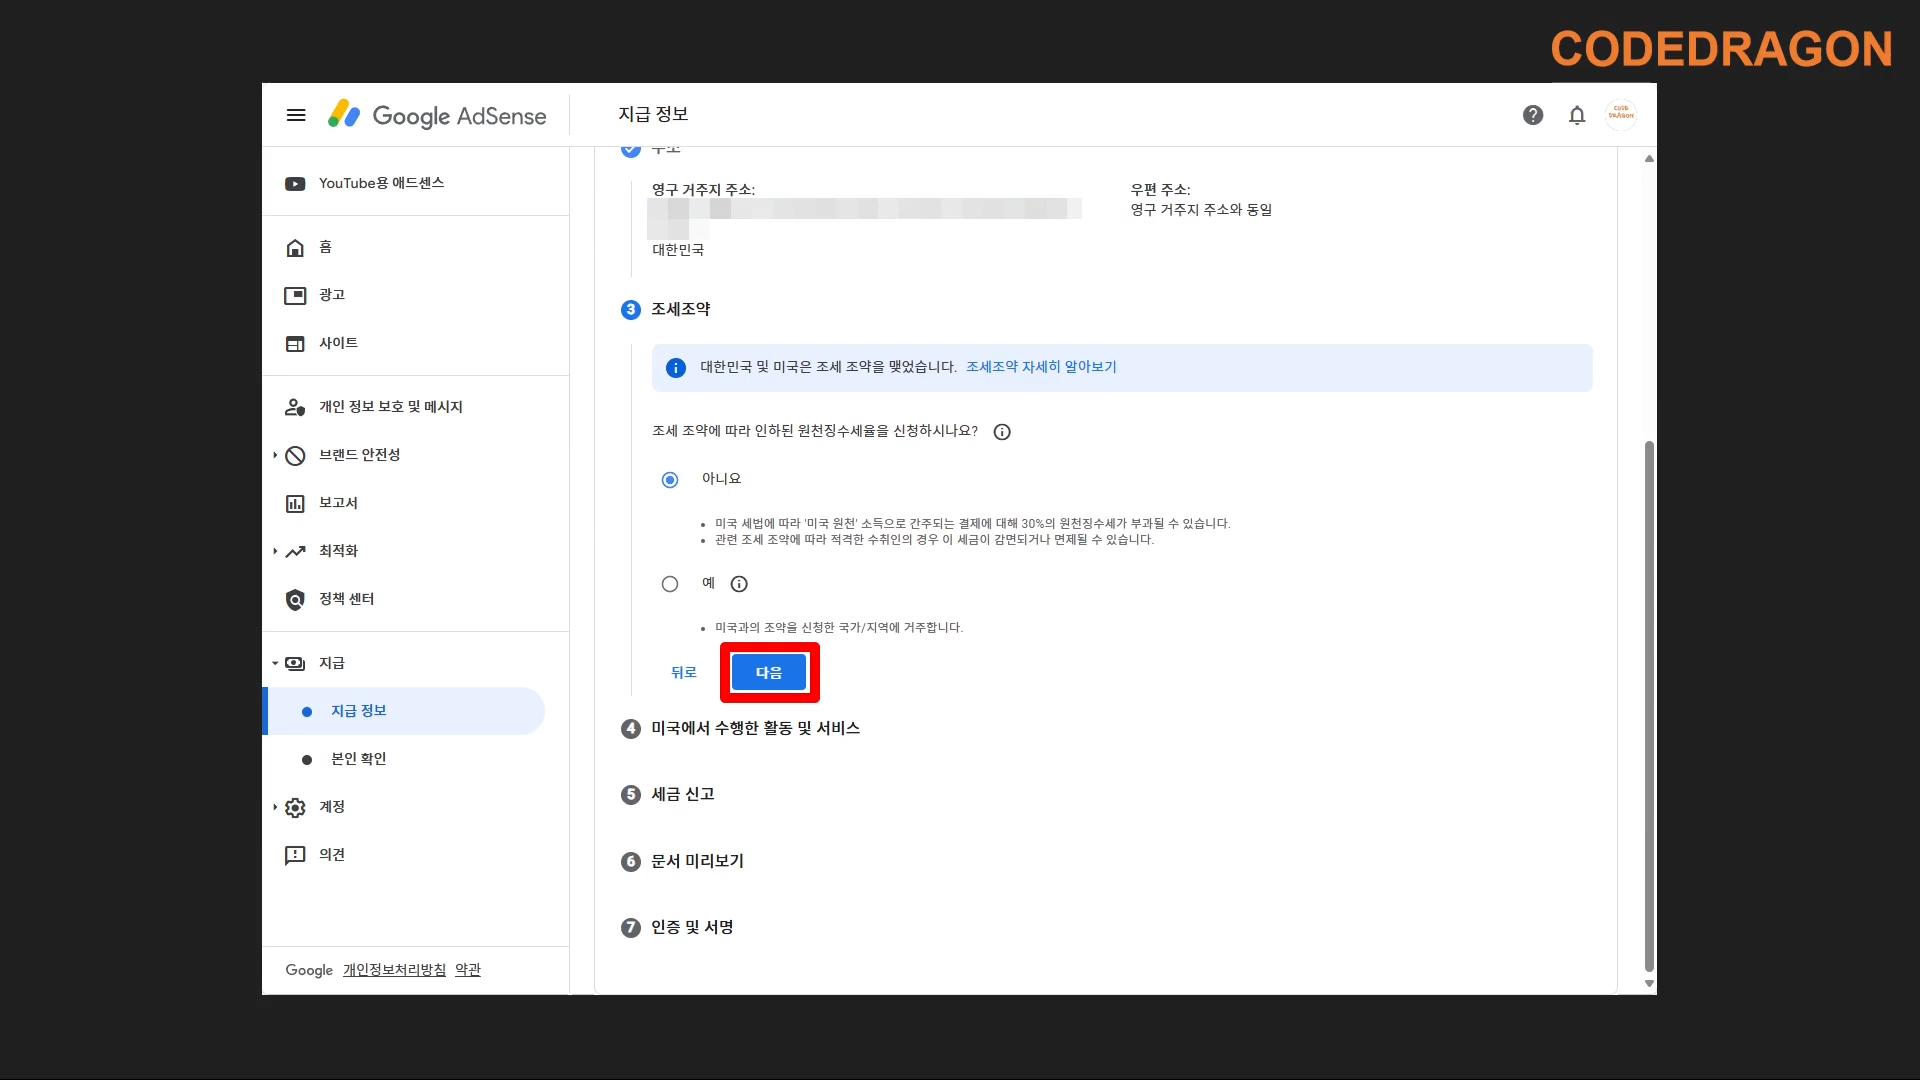 CODEDRAGON
Google AdSense
지급 정보
CODE
DRAGON
YouTube용 애드센스
홈
광고
사이트
개인 정보 보호 및 메시지
브랜드 안전성
보고서
최적화
정책 센터
지급
지급 정보
본인 확인
계정
의견
Google 개인정보처리방침 약관
주소
영구 거주지 주소:
대한민국
우편 주소:
영구 거주지 주소와 동일
3 조세조약
대한민국 및 미국은 조세 조약을 맺었습니다. 조세조약 자세히 알아보기
조세 조약에 따라 인하된 원천징수세율을 신청하시나요?
아니요
• 미국 세법에 따라 '미국 원천' 소득으로 간주되는 결제에 대해 30%의 원천징수세가 부과될 수 있습니다.
• 관련 조세 조약에 따라 적격한 수취인의 경우 이 세금이 감면되거나 면제될 수 있습니다.
예
• 미국과의 조약을 신청한 국가/지역에 거주합니다.
뒤로 다음
4 미국에서 수행한 활동 및 서비스
5 세금 신고
6 문서 미리보기
7 인증 및 서명